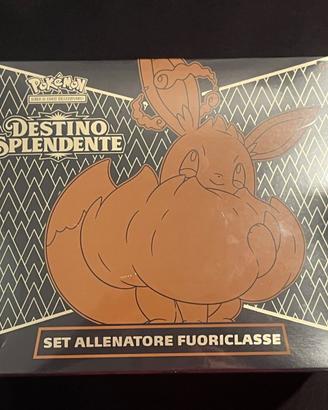 Pokémon
DESTINO
SPLENDENTE
SET ALLENATORE FUORICLASSE